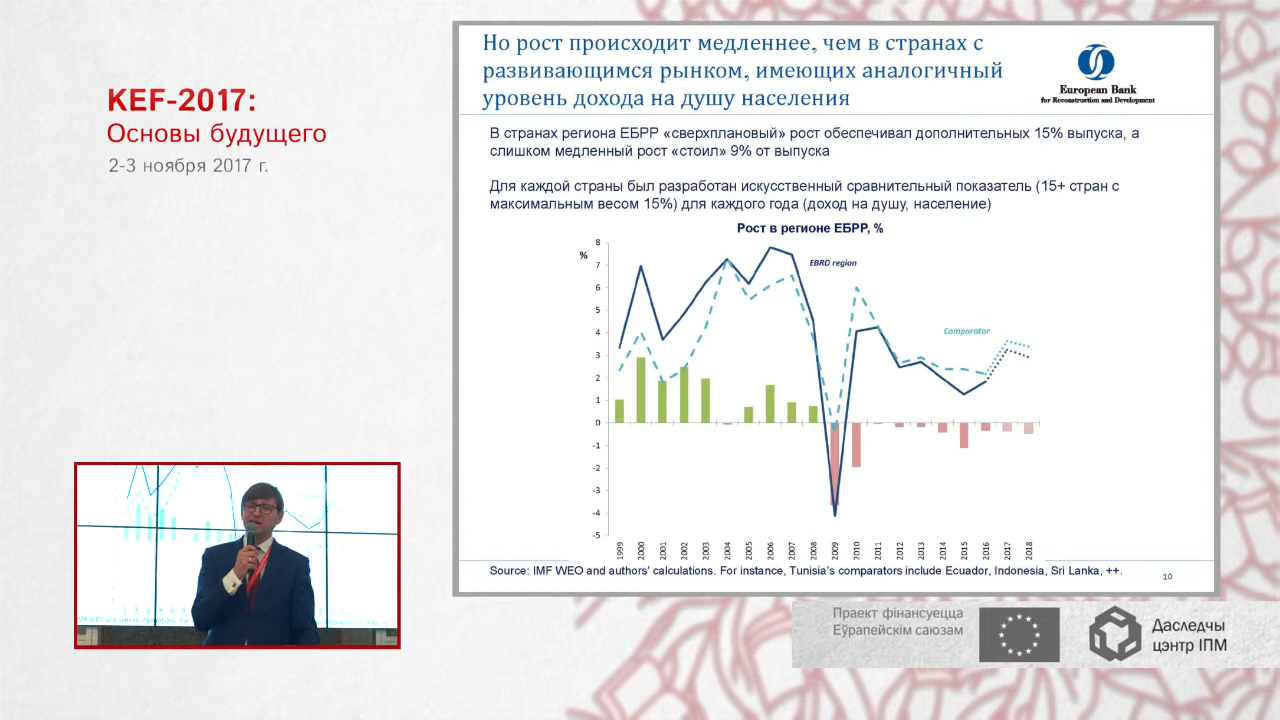 KEF-2017:
Основы будущего
2-3 ноября 2017 г.
Но рост происходит медленнее, чем в странах с
развивающимся рынком, имеющих аналогичный
уровень дохода на душу населения
European Bank
for Reconstruction and Development
В странах региона ЕБРР «сверхплановый» рост обеспечивал дополнительных 15% выпуска, а
слишком медленный рост «стоил» 9% от выпуска
Для каждой страны был разработан искусственный сравнительный показатель (15+ стран с
максимальным весом 15%) для каждого года (доход на душу, население)
Рост в регионе ЕБРР, %
%
8
7
6
5
4
3
2
1
0
-1
-2
-3
-4
-5
EBRD region
Comparator
1999 2000 2001 2002 2003 2004 2005 2006 2007 2008 2009 2010 2011 2012 2013 2014 2015 2016 2017 2018
Source: IMF WEO and authors' calculations. For instance, Tunisia's comparators include Ecuador, Indonesia, Sri Lanka, ++.
10
Праект фінансуецца
Еўрапейскім саюзам
Даследчы
цэнтр ІПМ